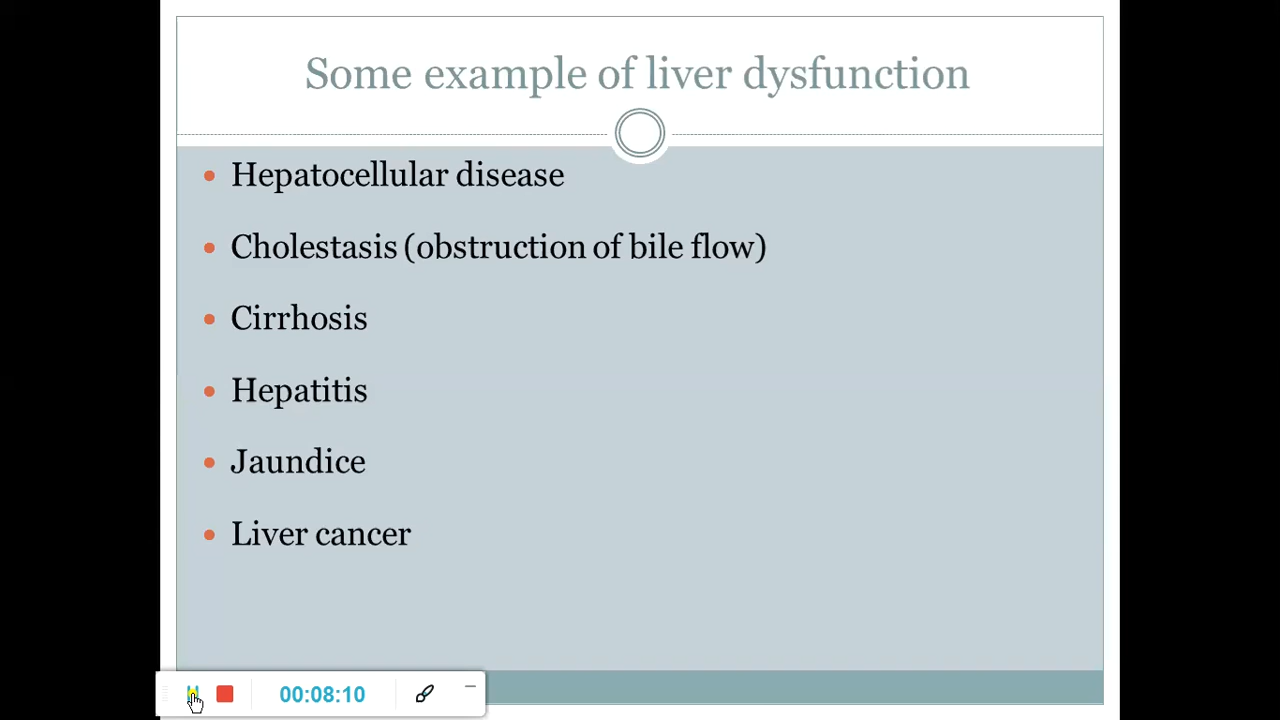 Some example of liver dysfunction
Hepatocellular disease
Cholestasis (obstruction of bile flow)
Cirrhosis
Hepatitis
Jaundice
Liver cancer
00:08:10